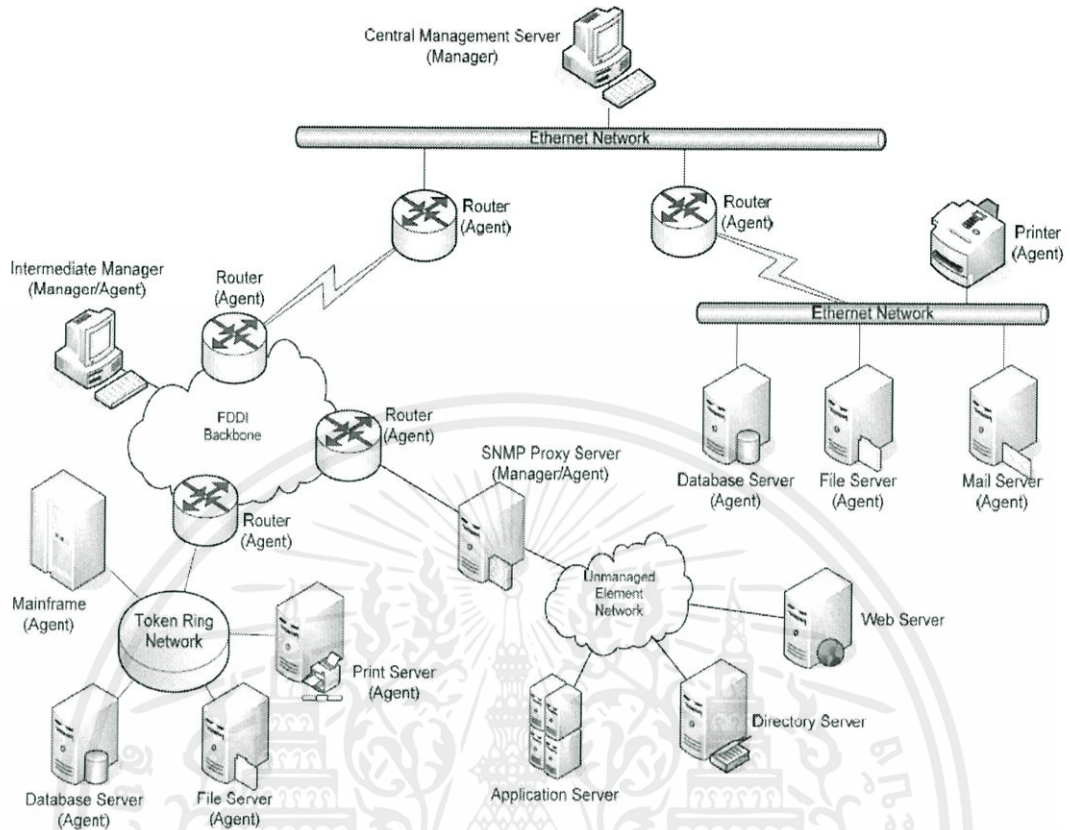 Central Management Server
(Manager)
Ethernet Network
Router
(Agent)
Router
(Agent)
Printer
(Agent)
Intermediate Manager
(Manager/Agent)
Router
(Agent)
Ethernet Network
FDDI
Backbone
Router
(Agent)
SNMP Proxy Server
(Manager/Agent)
Database Server
(Agent)
File Server
(Agent)
Mail Server
(Agent)
Router
(Agent)
Mainframe
(Agent)
Token Ring
Network
Unmanaged
Element
Network
Web Server
Print Server
(Agent)
Directory Server
Database Server
(Agent)
File Server
(Agent)
Application Server